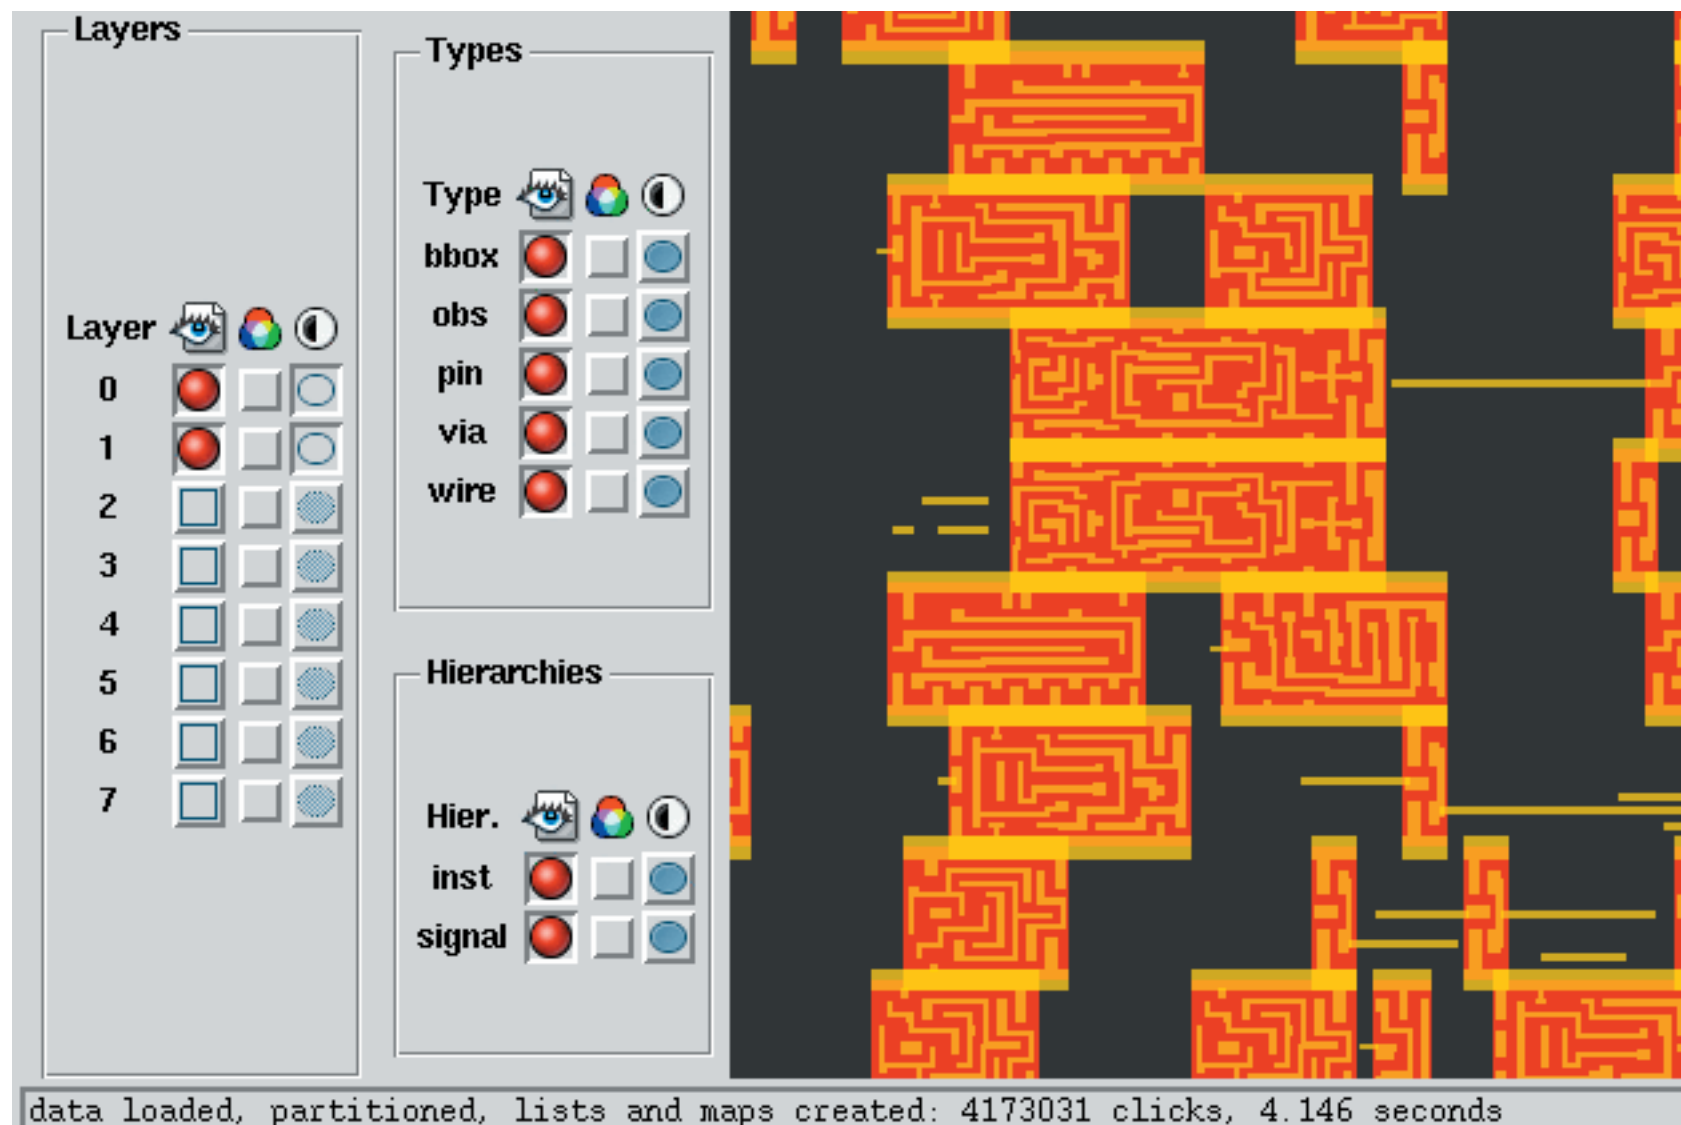 Layers
Layer
0
1
2
3
4
5
6
7
Types
Type
bbox
obs
pin
via
wire
Hierarchies
Hier.
inst
signal
data loaded, partitioned, lists and maps created: 4173031 clicks, 4.146 seconds